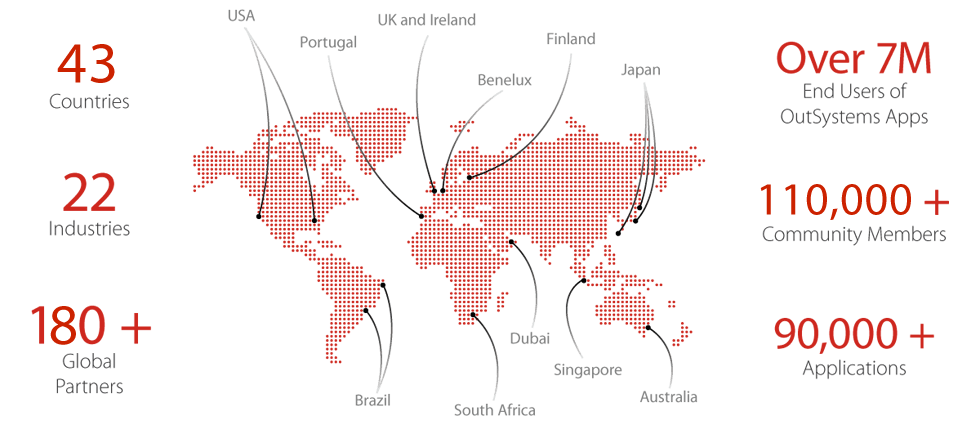 USA
UK and Ireland
Portugal
Finland
Benelux
Japan
43
Countries
22
Industries
180 +
Global
Partners
Over 7M
End Users of
OutSystems Apps
110,000 +
Community Members
90,000 +
Applications
Dubai
Singapore
Brazil
South Africa
Australia